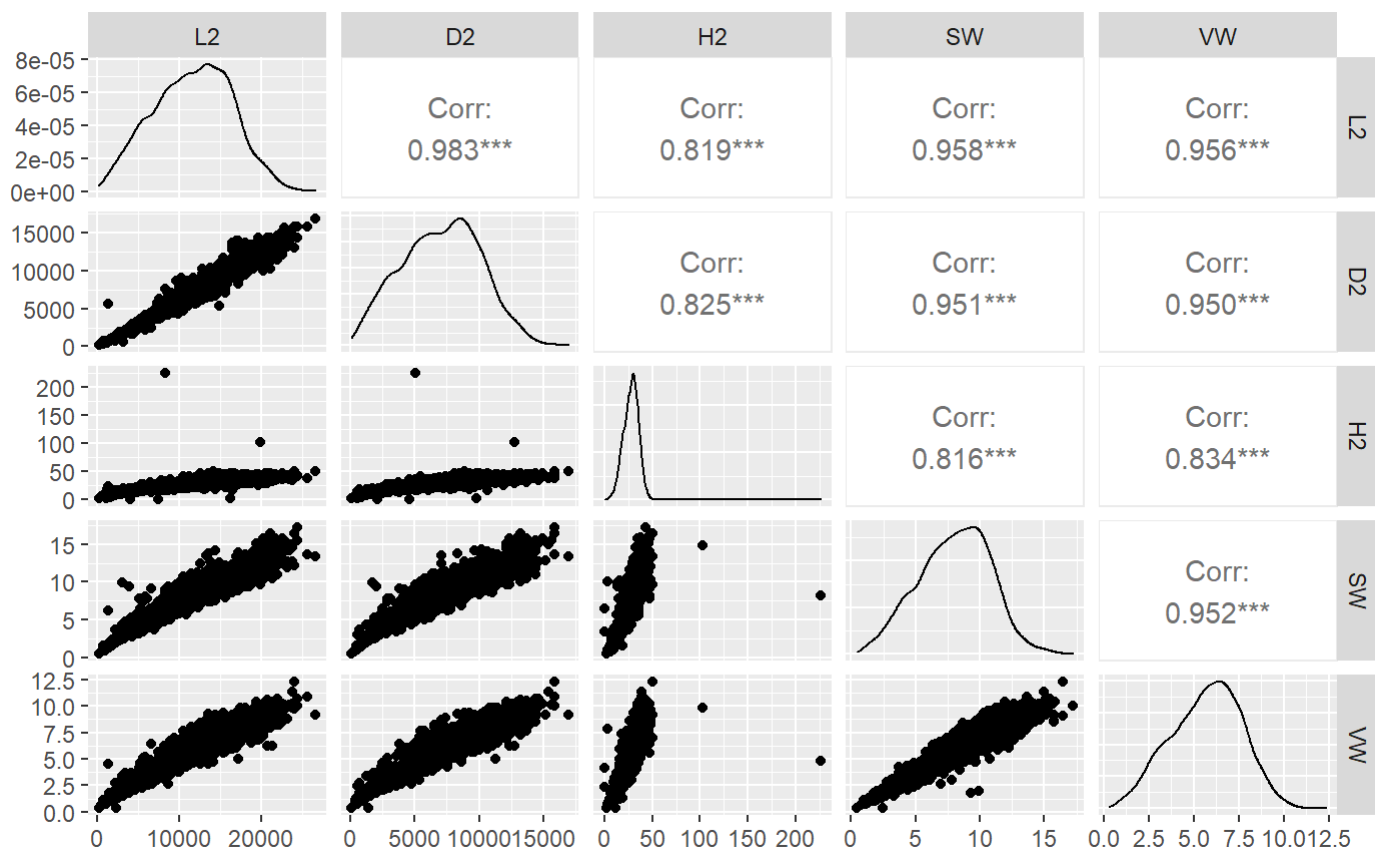 L2 D2 H2 SW VW
8e-05
6e-05
4e-05
2e-05
0e+00
Corr:
0.983***
Corr:
0.819***
Corr:
0.958***
Corr:
0.956***
L2
15000
10000
5000
0
Corr:
0.825***
Corr:
0.951***
Corr:
0.950***
D2
200
150
100
50
0
Corr:
0.816***
Corr:
0.834***
H2
15
10
5
0
Corr:
0.952***
SW
12.5
10.0
7.5
5.0
2.5
0.0
VW
0 10000 20000 0 5000 10000 15000 0 50 100 150 200 0 5 10 15 0.0 2.5 5.0 7.5 10.0 12.5